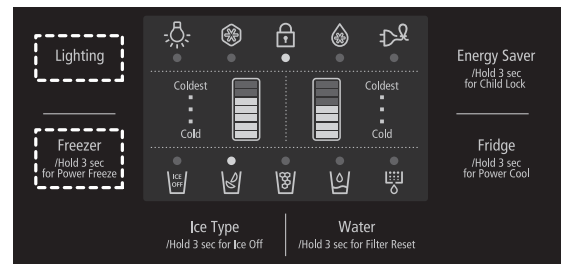 Lighting
Energy Saver
/Hold 3 sec
for Child Lock
Coldest
Cold
Coldest
Cold
Freezer
/Hold 3 sec
for Power Freeze
Fridge
/Hold 3 sec
for Power Cool
ICE
OFF
Ice Type
/Hold 3 sec for Ice Off
Water
/Hold 3 sec for Filter Reset